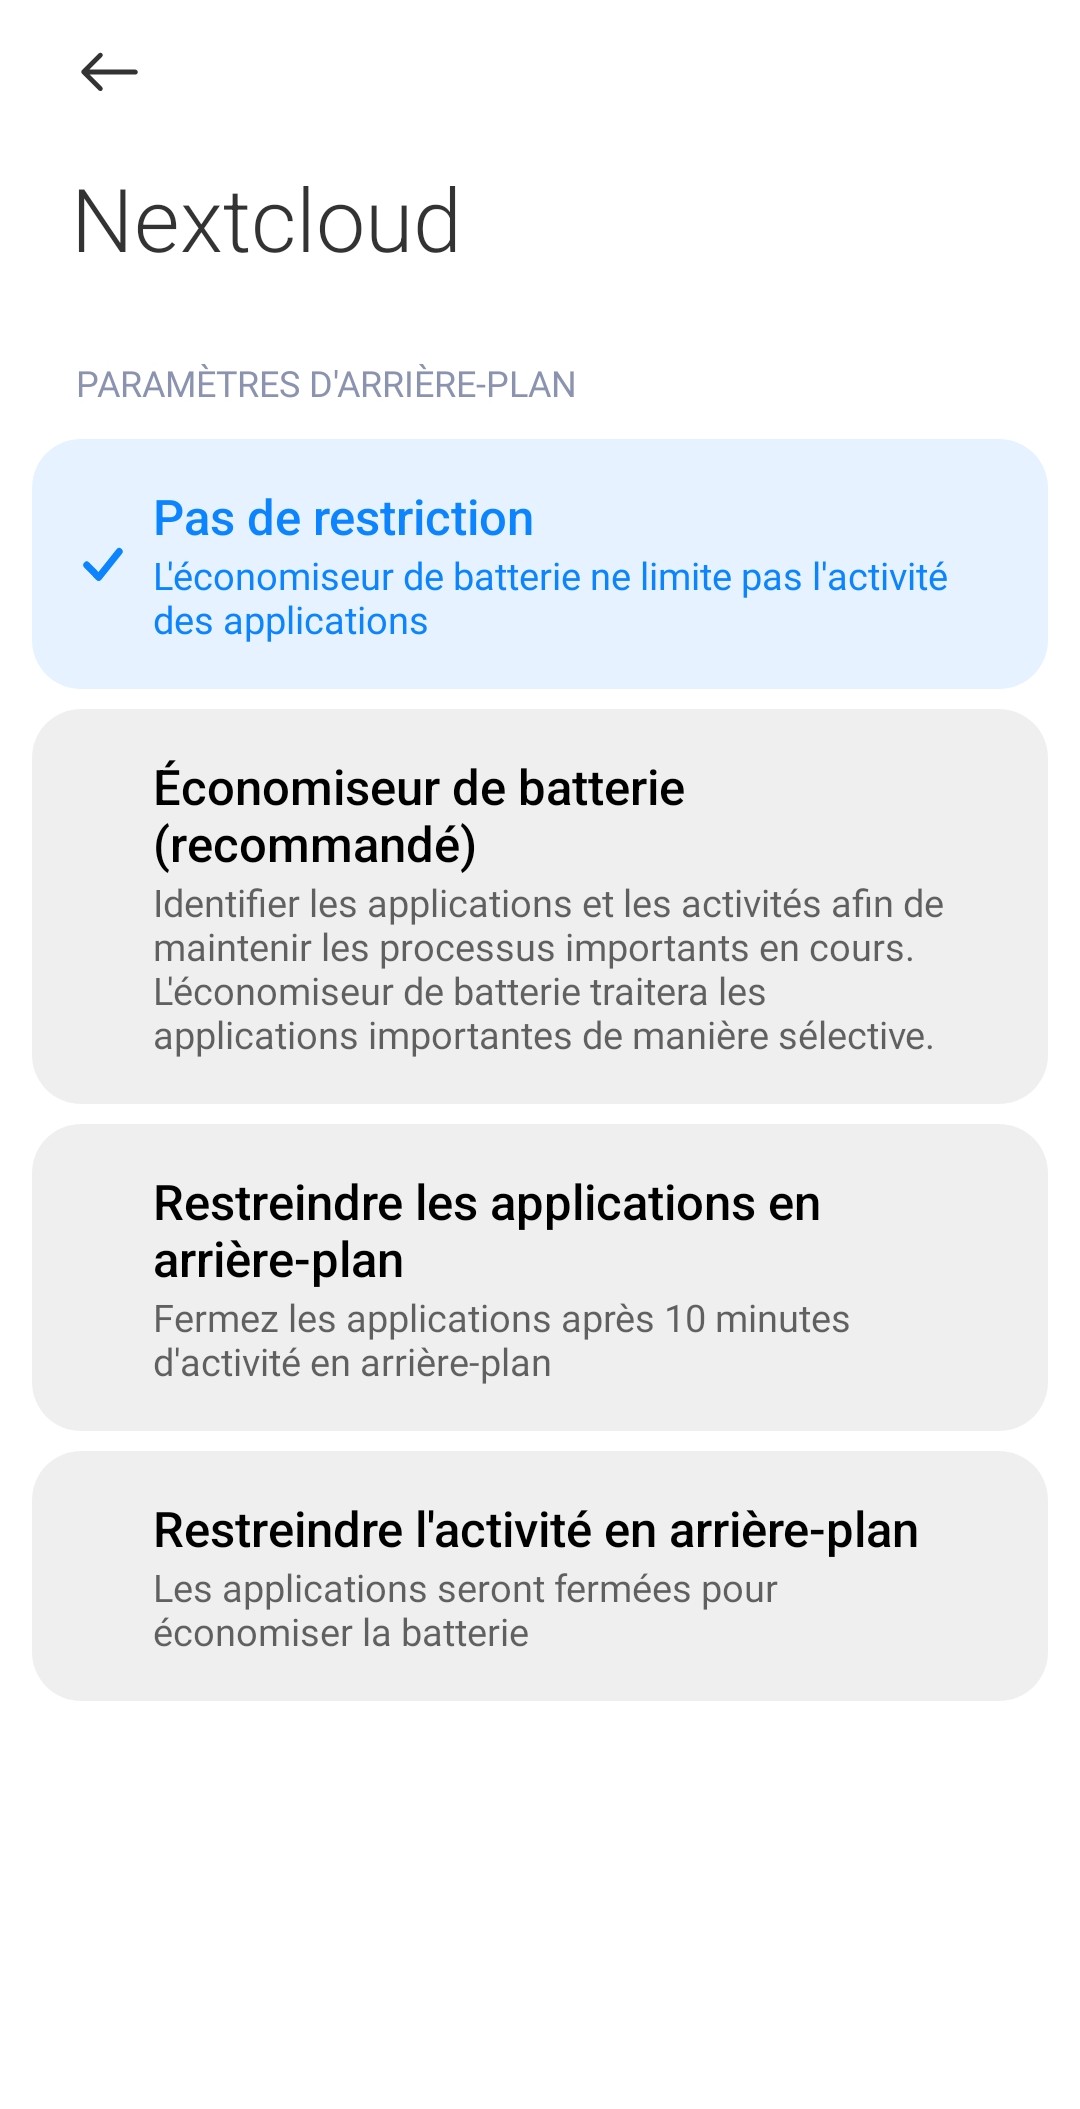 Nextcloud
PARAMÈTRES D'ARRIÈRE-PLAN
Pas de restriction
L'économiseur de batterie ne limite pas l'activité
des applications
Économiseur de batterie
(recommandé)
Identifier les applications et les activités afin de
maintenir les processus importants en cours.
L'économiseur de batterie traitera les
applications importantes de manière sélective.
Restreindre les applications en
arrière-plan
Fermez les applications après 10 minutes
d'activité en arrière-plan
Restreindre l'activité en arrière-plan
Les applications seront fermées pour
économiser la batterie